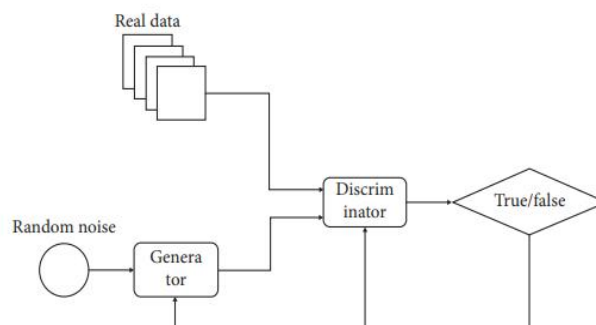 Real data
Discrim
inator
True/false
Random noise
Genera
tor